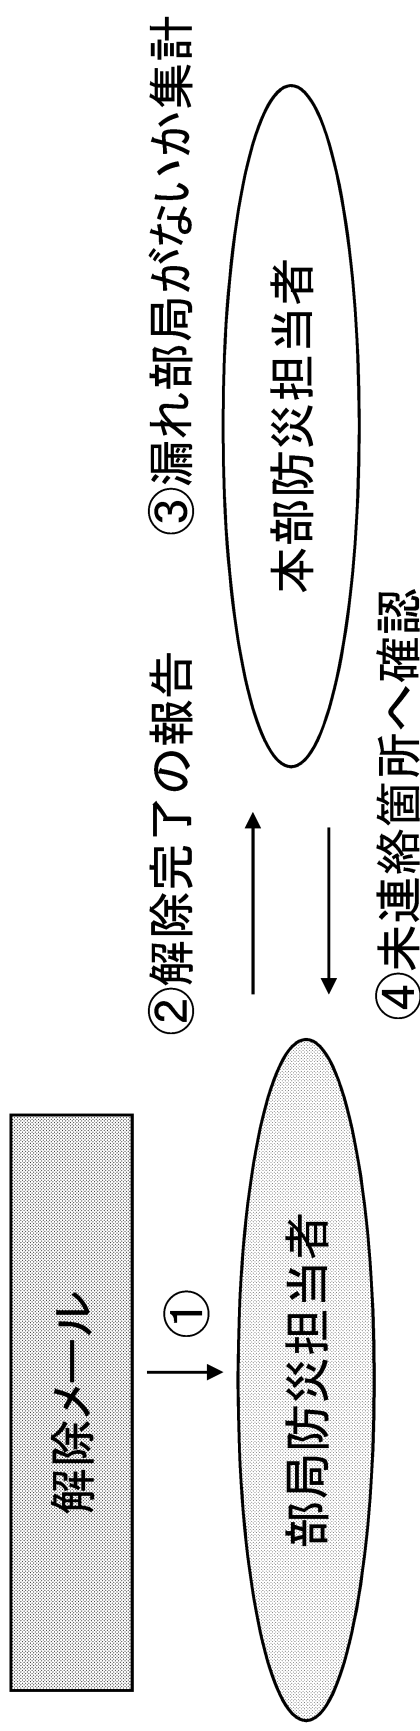 解除メール
①
部局防災担当者
②解除完了の報告
③漏れ部局がないか集計
本部防災担当者
④未連絡箇所へ確認